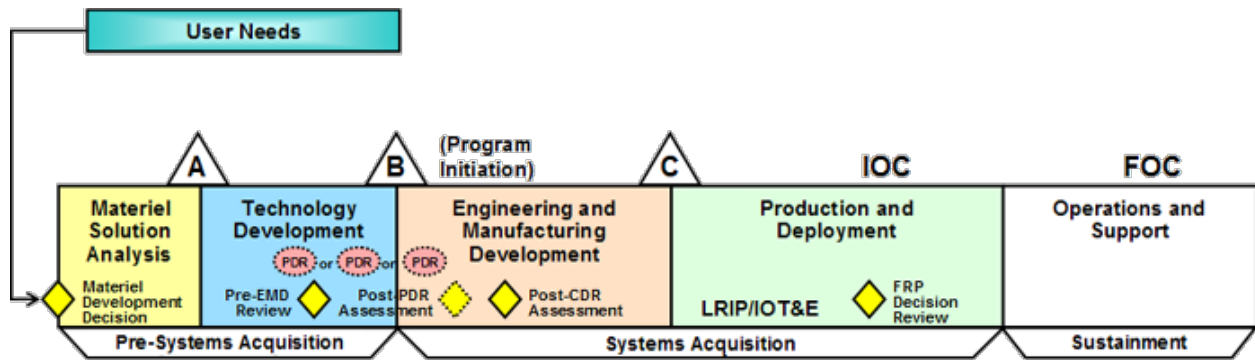 User Needs
A
B
(Program
Initiation)
C
IOC
FOC
Materiel
Solution
Analysis
Technology
Development
Engineering and
Manufacturing
Development
Production and
Deployment
Operations and
Support
PDR or PDR or PDR
Materiel
Development
Decision
Pre-EMD
Review
Post-PDR
Assessment
Post-CDR
Assessment
LRIP/IOT&E
FRP
Decision
Review
Pre-Systems Acquisition
Systems Acquisition
Sustainment